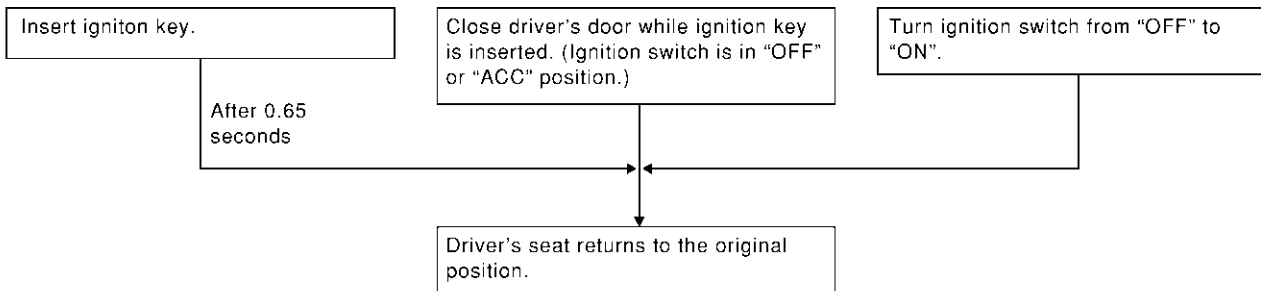 Insert igniton key.
Close driver's door while ignition key
is inserted. (Ignition switch is in “OFF”
or “ACC” position.)
Turn ignition switch from “OFF” to
“ON”.
After 0.65
seconds
Driver's seat returns to the original
position.